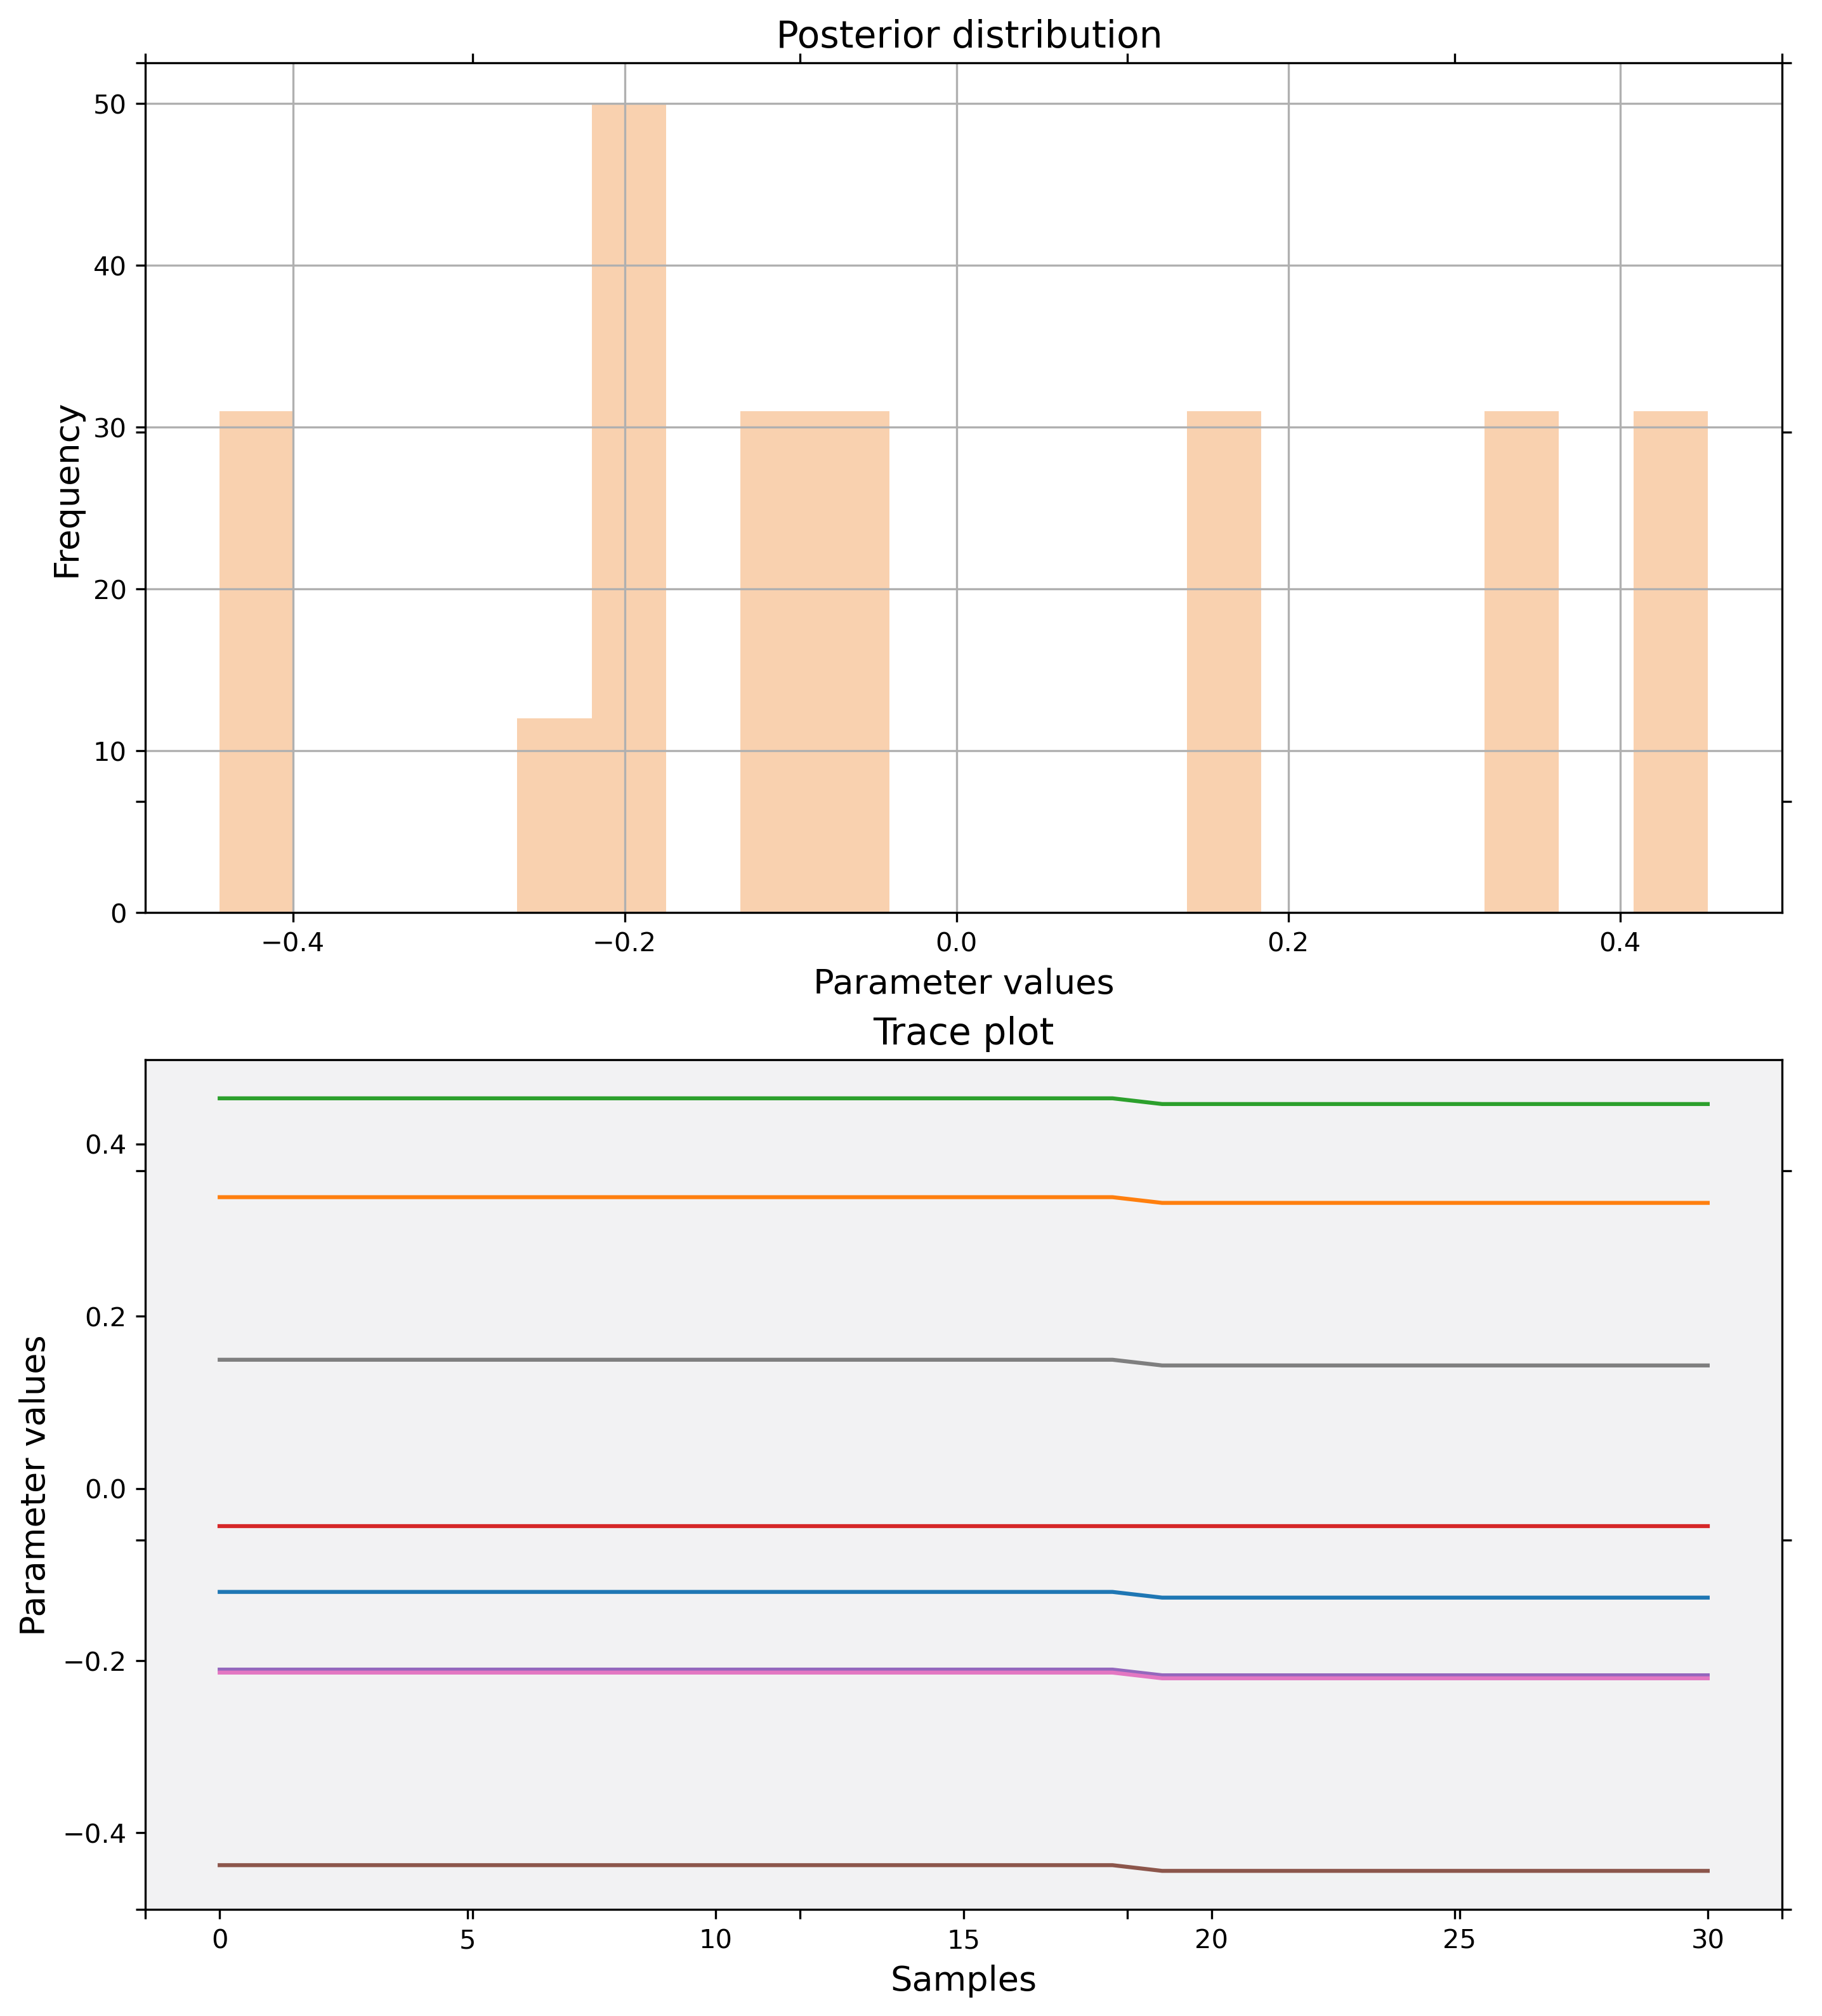 Posterior distribution
50
40
30
20
10
0
Frequency
−0.4 −0.2 0.0 0.2 0.4
Parameter values
Trace plot
0.4
0.2
0.0
−0.2
−0.4
Parameter values
0 5 10 15 20 25 30
Samples